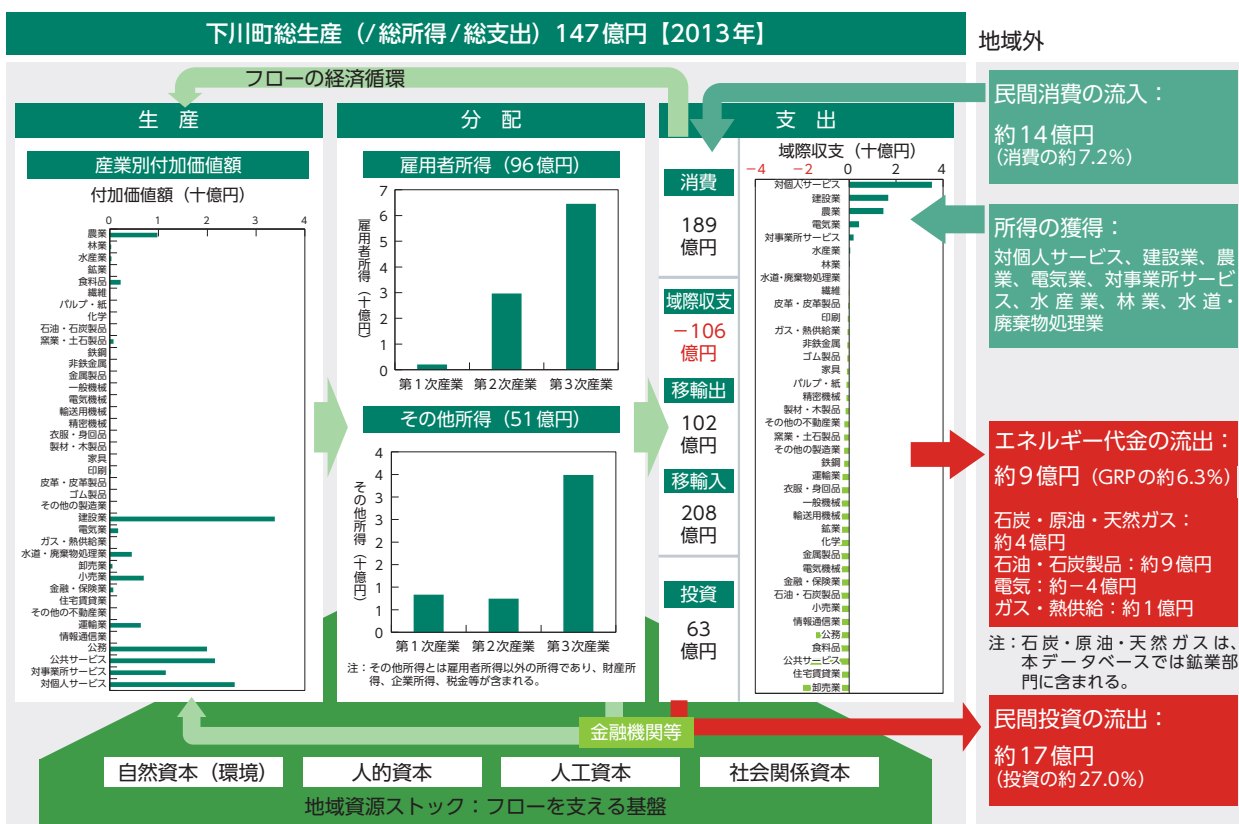 下川町総生産（/総所得/総支出）147億円【2013年】
地域外
フローの経済循環
生 産
産業別付加価値額
付加価値額（十億円）
0 1 2 3 4
農業
林業
水産業
鉱業
食料品
繊維
パルプ・紙
化学
石油・石炭製品
窯業・土石製品
鉄鋼
非鉄金属
金属製品
一般機械
電気機械
輸送用機械
精密機械
衣服・身回品
製材・木製品
家具
印刷
皮革・皮革製品
ゴム製品
その他の製造業
建設業
電気業
ガス・熱供給業
水道・廃棄物処理業
卸売業
小売業
金融・保険業
住宅賃貸業
その他の不動産業
運輸業
情報通信業
公務
公共サービス
対事業所サービス
対個人サービス
分 配
雇用者所得（96億円）
雇用者所得（十億円）
7
6
5
4
3
2
1
0
第1次産業 第2次産業 第3次産業
その他所得（51億円）
その他所得（十億円）
4
4
3
3
2
2
1
1
0
第1次産業 第2次産業 第3次産業
注：その他所得とは雇用者所得以外の所得であり、財産所
得、企業所得、税金等が含まれる。
支 出
消費
189
億円
域際収支
－106
億円
移輸出
102
億円
移輸入
208
億円
投資
63
億円
域際収支（十億円）
－4 －2 0 2 4
対個人サービス
建設業
農業
電気業
対事業所サービス
水産業
林業
水道・廃棄物処理業
繊維
皮革・皮革製品
印刷
ガス・熱供給業
非鉄金属
ゴム製品
家具
パルプ・紙
精密機械
製材・木製品
その他の不動産業
窯業・土石製品
その他の製造業
鉄鋼
運輸業
衣服・身回品
一般機械
輸送用機械
鉱業
化学
金属製品
電気機械
金融・保険業
石油・石炭製品
小売業
情報通信業
公務
食料品
公共サービス
住宅賃貸業
卸売業
民間消費の流入：
約14億円
(消費の約7.2%)
所得の獲得：
対個人サービス、建設業、農
業、電気業、対事業所サービ
ス、水産業、林業、水道・
廃棄物処理業
エネルギー代金の流出：
約9億円（GRPの約6.3%）
石炭・原油・天然ガス：
約4億円
石油・石炭製品：約9億円
電気：約－4億円
ガス・熱供給：約1億円
注：石炭・原油・天然ガスは、
本データベースでは鉱業部
門に含まれる。
民間投資の流出：
約17億円
(投資の約27.0%)
金融機関等
自然資本（環境）
人的資本
人工資本
社会関係資本
地域資源ストック：フローを支える基盤